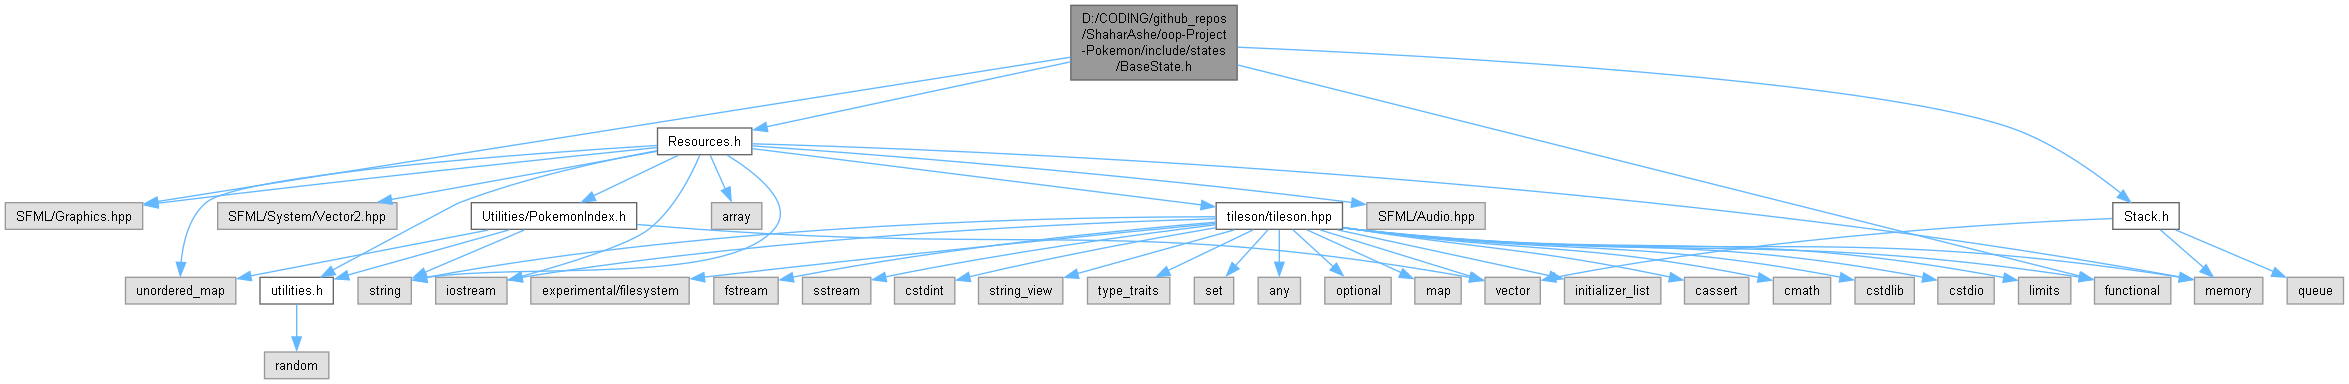 D:/CODING/github_repos
/ShaharAshe/oop-Project
-Pokemon/include/states
/BaseState.h
Resources.h
SFML/Graphics.hpp
SFML/System/Vector2.hpp
Utilities/PokemonIndex.h
array
tileson/tileson.hpp
SFML/Audio.hpp
Stack.h
unordered_map
utilities.h
string
iostream
experimental/filesystem
fstream
sstream
cstdint
string_view
type_traits
set
any
optional
map
vector
initializer_list
cassert
cmath
cstdlib
cstdio
limits
functional
memory
queue
random